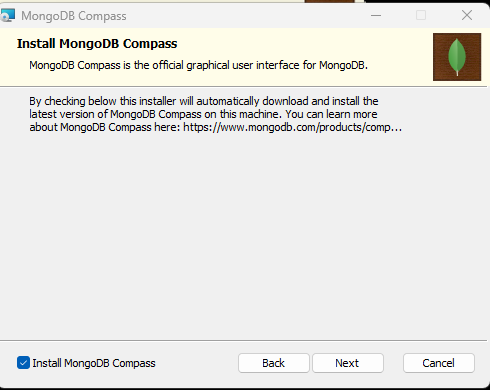 MongoDB Compass
Install MongoDB Compass
MongoDB Compass is the official graphical user interface for MongoDB.
By checking below this installer will automatically download and install the
latest version of MongoDB Compass on this machine. You can learn more
about MongoDB Compass here: https://www.mongodb.com/products/comp...
Install MongoDB Compass
Back
Next
Cancel